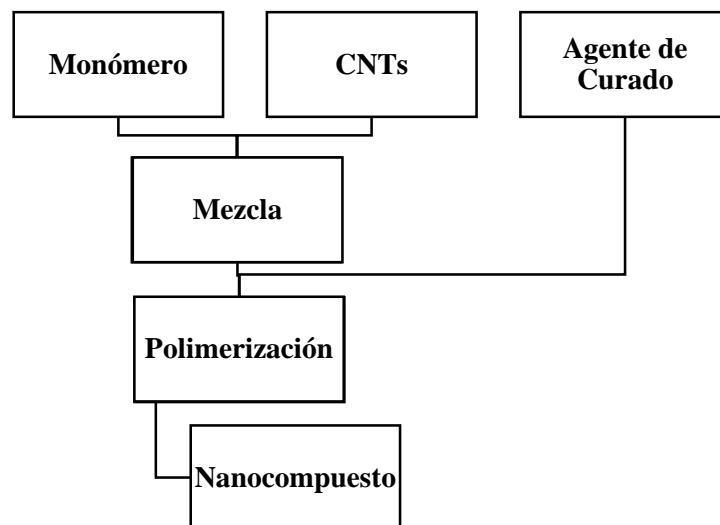 Monómero
CNTs
Agente de
Curado
Mezcla
Polimerización
Nanocompuesto